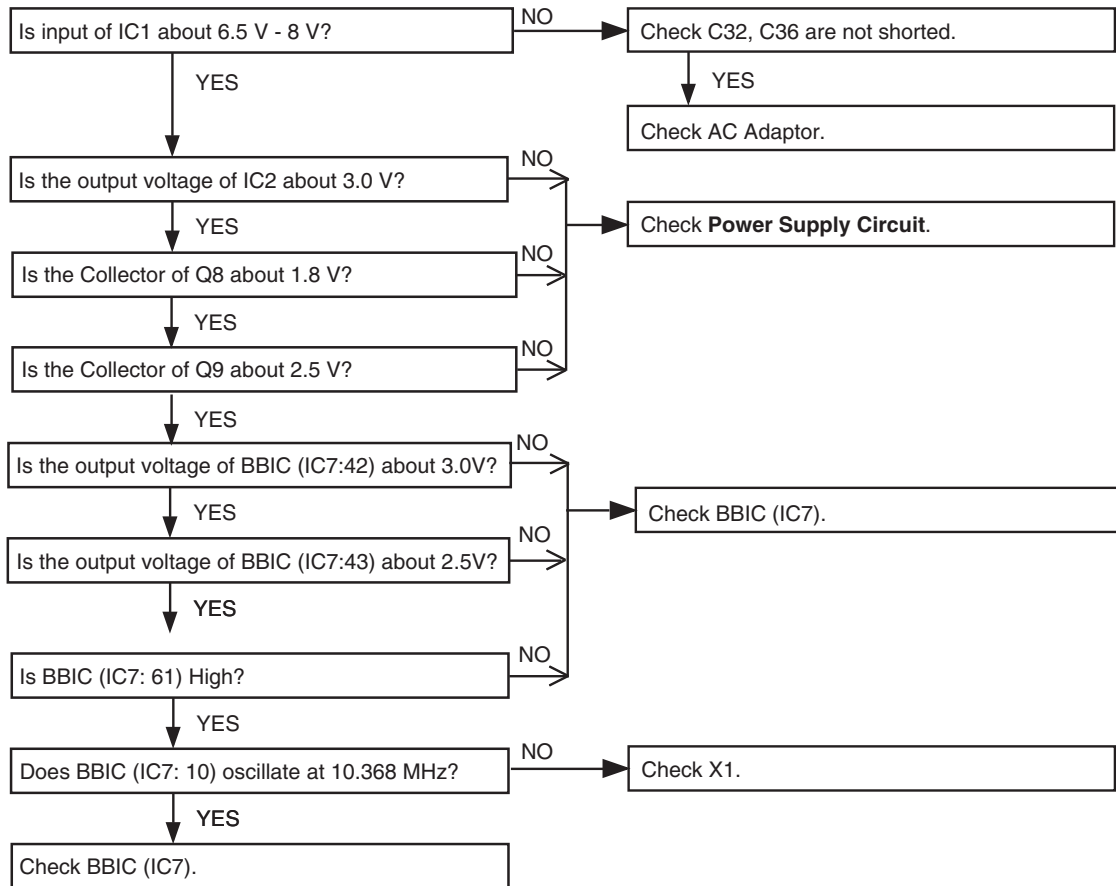 Is input of IC1 about 6.5 V - 8 V?
NO
Check C32, C36 are not shorted.
YES
YES
Check AC Adaptor.
Is the output voltage of IC2 about 3.0 V?
NO
Check Power Supply Circuit.
YES
Is the Collector of Q8 about 1.8 V?
NO
YES
Is the Collector of Q9 about 2.5 V?
NO
YES
Is the output voltage of BBIC (IC7:42) about 3.0V?
NO
Check BBIC (IC7).
YES
Is the output voltage of BBIC (IC7:43) about 2.5V?
NO
YES
Is BBIC (IC7: 61) High?
NO
YES
Does BBIC (IC7: 10) oscillate at 10.368 MHz?
NO
Check X1.
YES
Check BBIC (IC7).